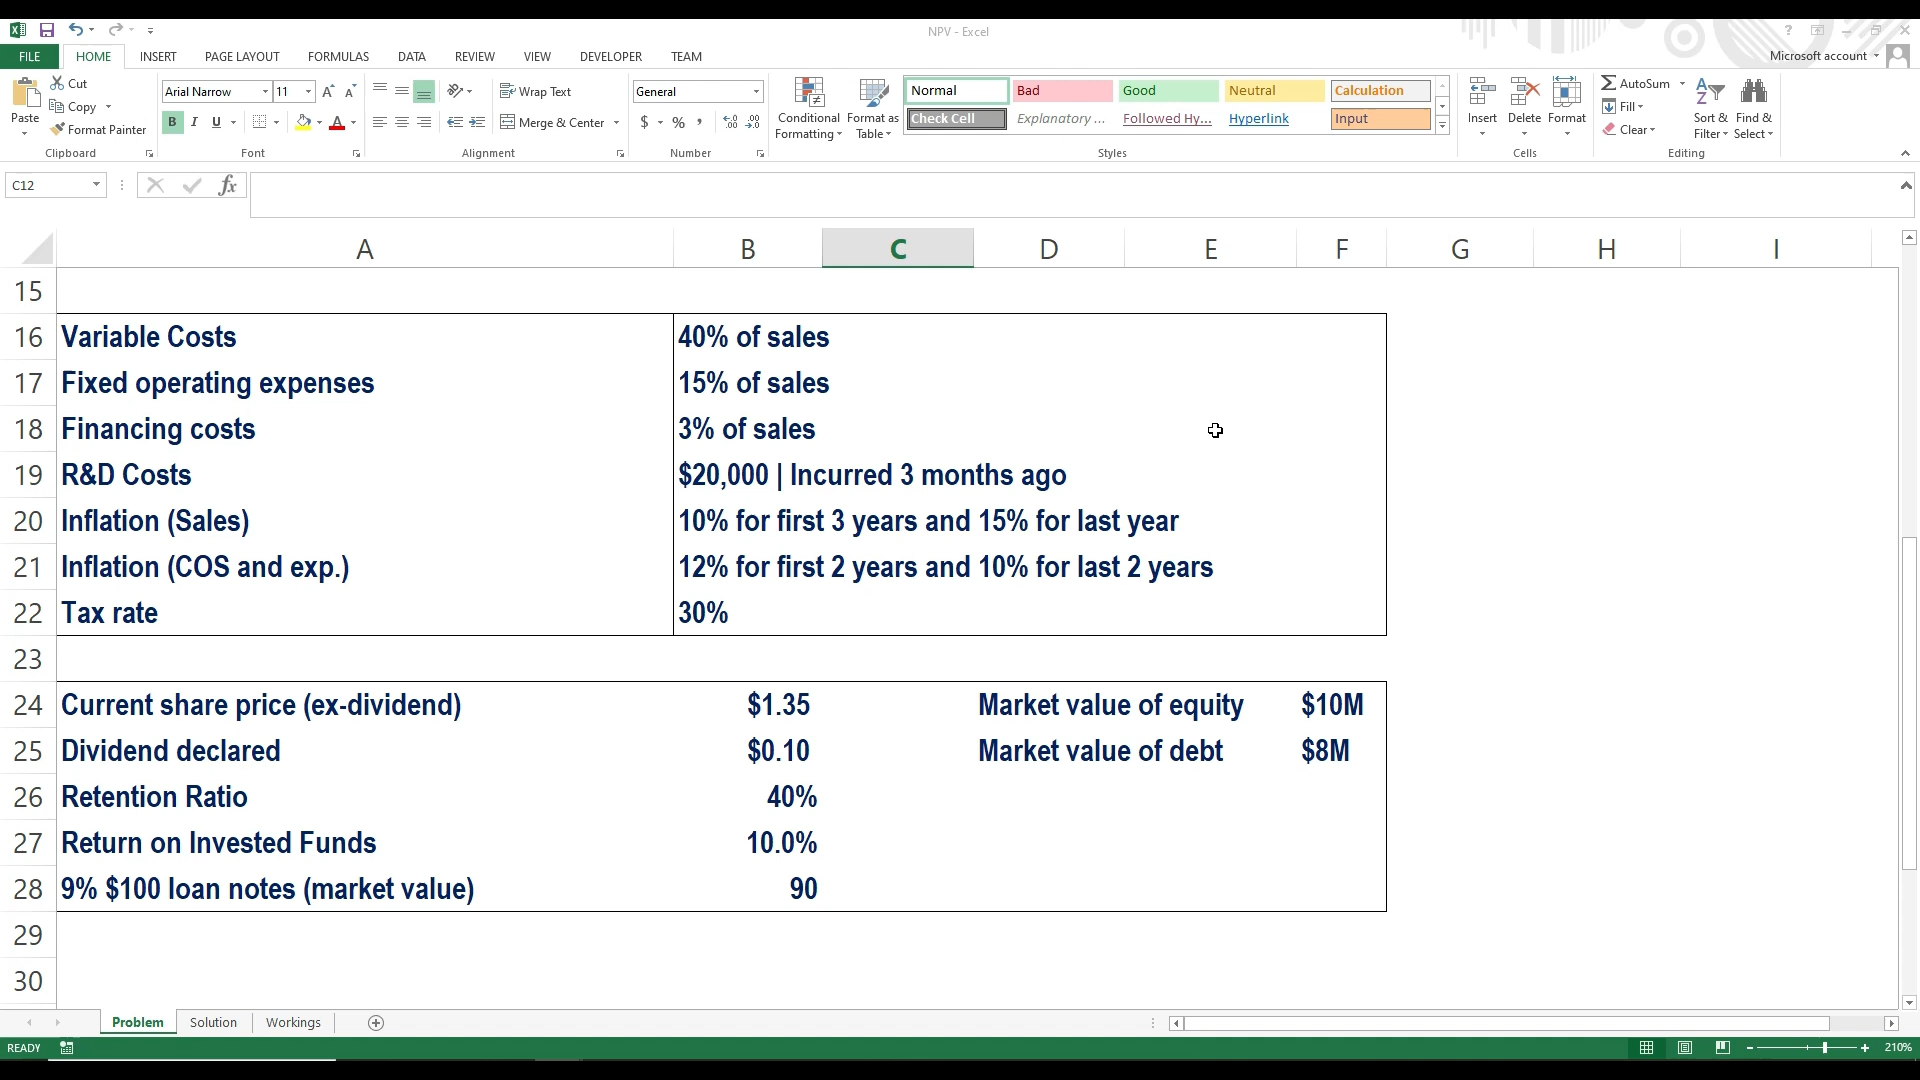 NPV - Excel
?
FILE HOME INSERT PAGE LAYOUT FORMULAS DATA REVIEW VIEW DEVELOPER TEAM Microsoft account
Paste
Cut
Copy
Format Painter
Clipboard
Arial Narrow 11
B I U
Font
Wrap Text
Merge & Center
Alignment
General
$ % ,
Number
Conditional Formatting
Format as Table
Normal Bad Good Neutral Calculation
Check Cell Explanatory ... Followed Hy... Hyperlink Input
Styles
Insert Delete Format
Cells
AutoSum
Fill
Clear
Sort & Filter
Find & Select
Editing
C12
fx
A B C D E F G H I
15
16 Variable Costs 40% of sales
17 Fixed operating expenses 15% of sales
18 Financing costs 3% of sales
19 R&D Costs $20,000 | Incurred 3 months ago
20 Inflation (Sales) 10% for first 3 years and 15% for last year
21 Inflation (COS and exp.) 12% for first 2 years and 10% for last 2 years
22 Tax rate 30%
23
24 Current share price (ex-dividend) $1.35 Market value of equity $10M
25 Dividend declared $0.10 Market value of debt $8M
26 Retention Ratio 40%
27 Return on Invested Funds 10.0%
28 9% $100 loan notes (market value) 90
29
30
Problem Solution Workings
READY 210%